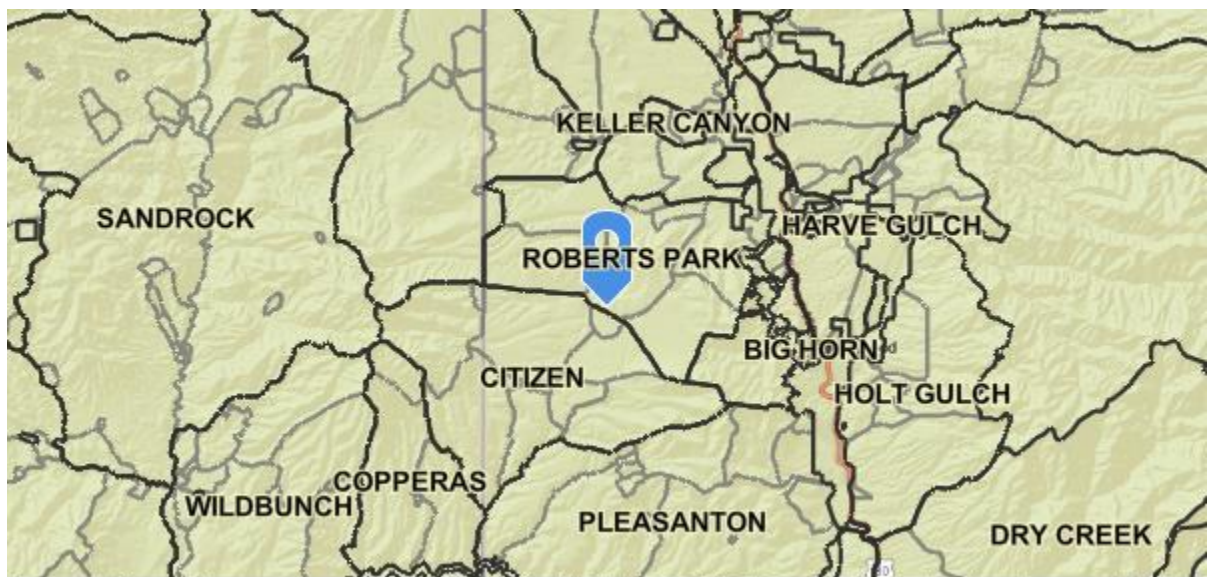 KELLER CANYON
SANDROCK
HARVE GULCH
ROBERTS PARK
BIG HORN
CITIZEN
HOLT GULCH
COPPERAS
WILDBUNCH
PLEASANTON
DRY CREEK